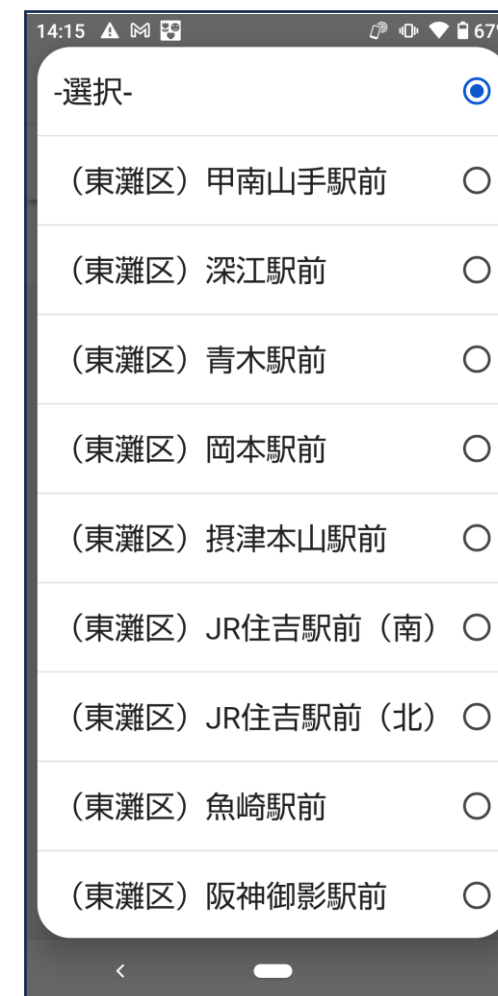 14:15 67%
-選択-
（東灘区）甲南山手駅前
（東灘区）深江駅前
（東灘区）青木駅前
（東灘区）岡本駅前
（東灘区）摂津本山駅前
（東灘区）JR住吉駅前（南）
（東灘区）JR住吉駅前（北）
（東灘区）魚崎駅前
（東灘区）阪神御影駅前